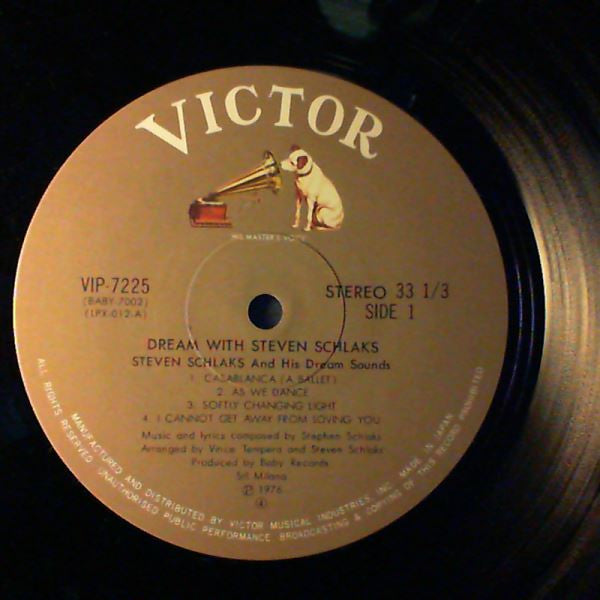 VICTOR
HIS MASTER'S VOICE
VIP-7225
(BABY-7002)
(LPX-012-A)
STEREO 33 1/3
SIDE 1
DREAM WITH STEVEN SCHLAKS
STEVEN SCHLAKS And His Dream Sounds
1. CASABLANCA (A BALLET)
2. AS WE DANCE
3. SOFTLY CHANGING LIGHT
4. I CANNOT GET AWAY FROM LOVING YOU
Music and lyrics composed by Stephen Schlaks
Arranged by Vince Tempera and Steven Schlaks
Produced by Baby Records
Srl Milano
Ⓟ 1976
④
MANUFACTURED AND DISTRIBUTED BY VICTOR MUSICAL INDUSTRIES, INC. MADE IN JAPAN
ALL RIGHTS RESERVED. UNAUTHORISED PUBLIC PERFORMANCE BROADCASTING & COPYING OF THIS RECORD PROHIBITED